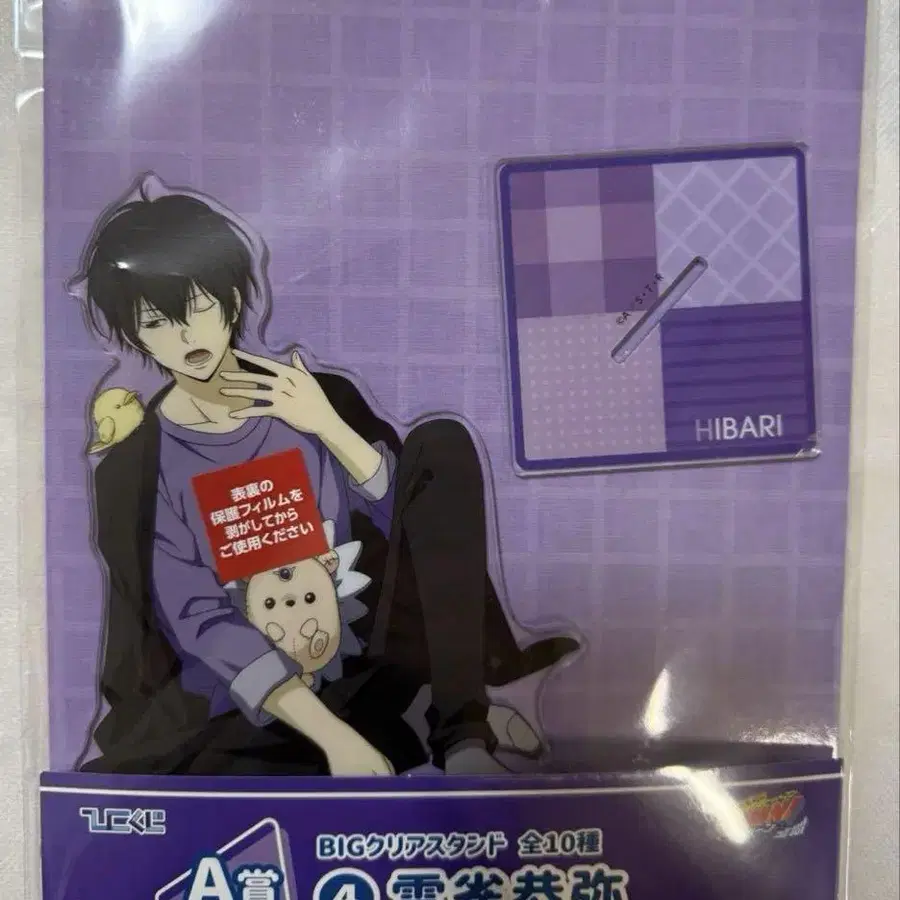 HIBARI
表裏の
保護フィルムを
剥がしてから
ご使用ください
ひこくじ
BIGクリアスタンド 全10種
A賞
4 雲雀恭弥